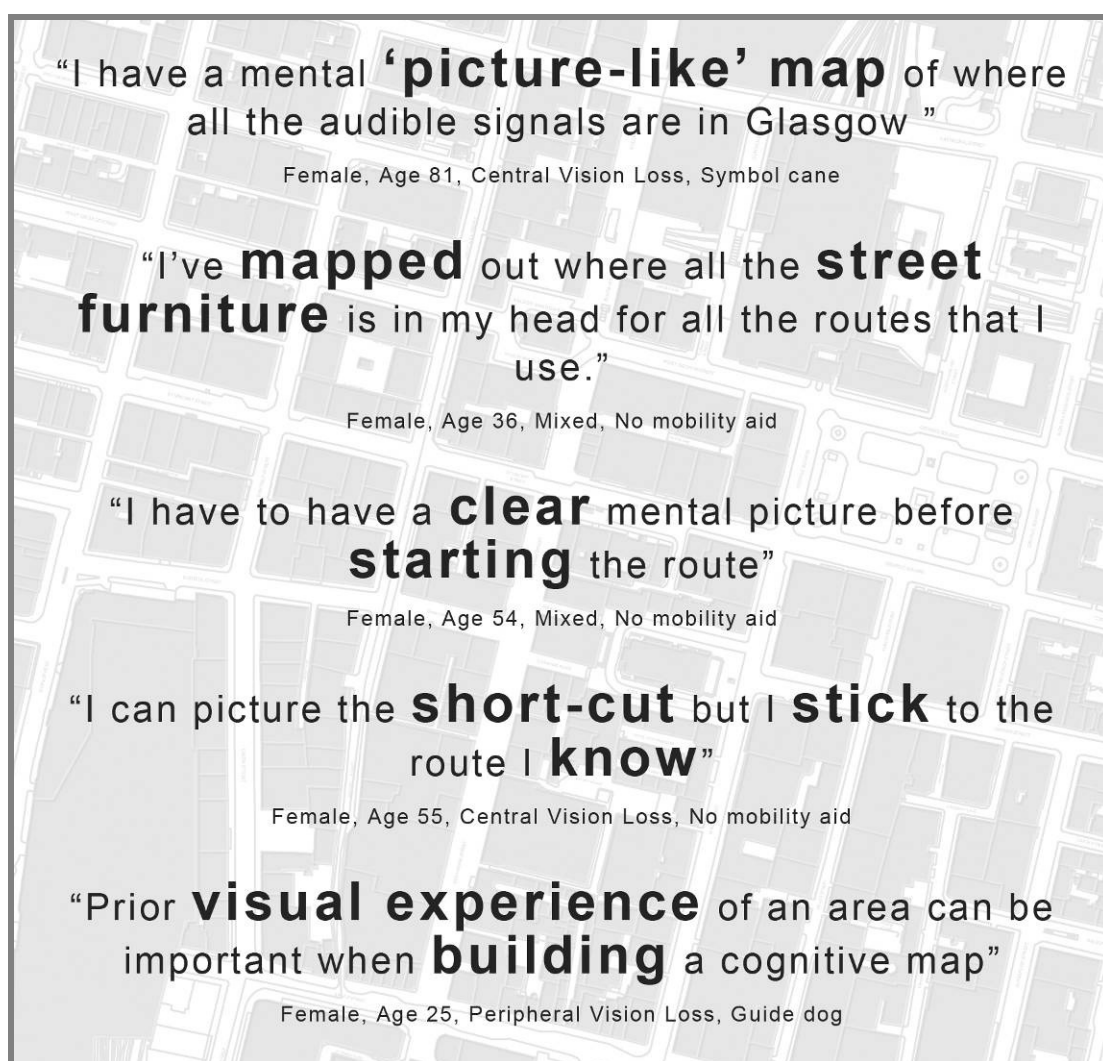 “I have a mental ‘picture-like’ map of where
all the audible signals are in Glasgow ”
Female, Age 81, Central Vision Loss, Symbol cane
“I’ve mapped out where all the street
furniture is in my head for all the routes that I
use.”
Female, Age 36, Mixed, No mobility aid
“I have to have a clear mental picture before
starting the route”
Female, Age 54, Mixed, No mobility aid
“I can picture the short-cut but I stick to the
route I know”
Female, Age 55, Central Vision Loss, No mobility aid
“Prior visual experience of an area can be
important when building a cognitive map”
Female, Age 25, Peripheral Vision Loss, Guide dog